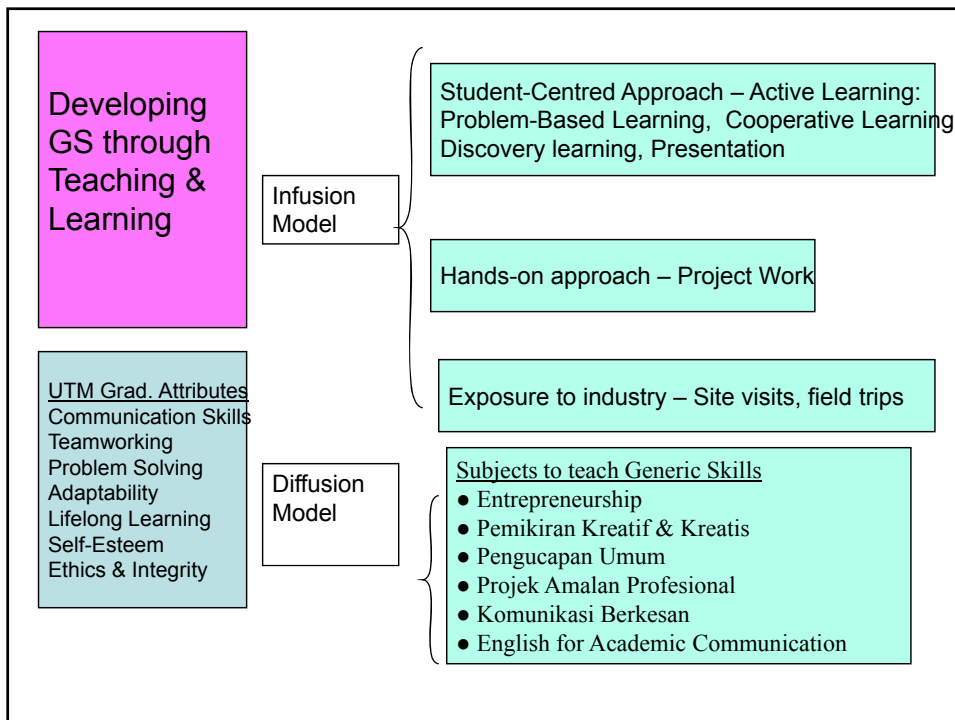 Developing
GS through
Teaching &
Learning
UTM Grad. Attributes
Communication Skills
Teamworking
Problem Solving
Adaptability
Lifelong Learning
Self-Esteem
Ethics & Integrity
Infusion
Model
Student-Centred Approach – Active Learning:
Problem-Based Learning, Cooperative Learning
Discovery learning, Presentation
Hands-on approach – Project Work
Exposure to industry – Site visits, field trips
Diffusion
Model
Subjects to teach Generic Skills
● Entrepreneurship
● Pemikiran Kreatif & Kreatis
● Pengucapan Umum
● Projek Amalan Profesional
● Komunikasi Berkesan
● English for Academic Communication